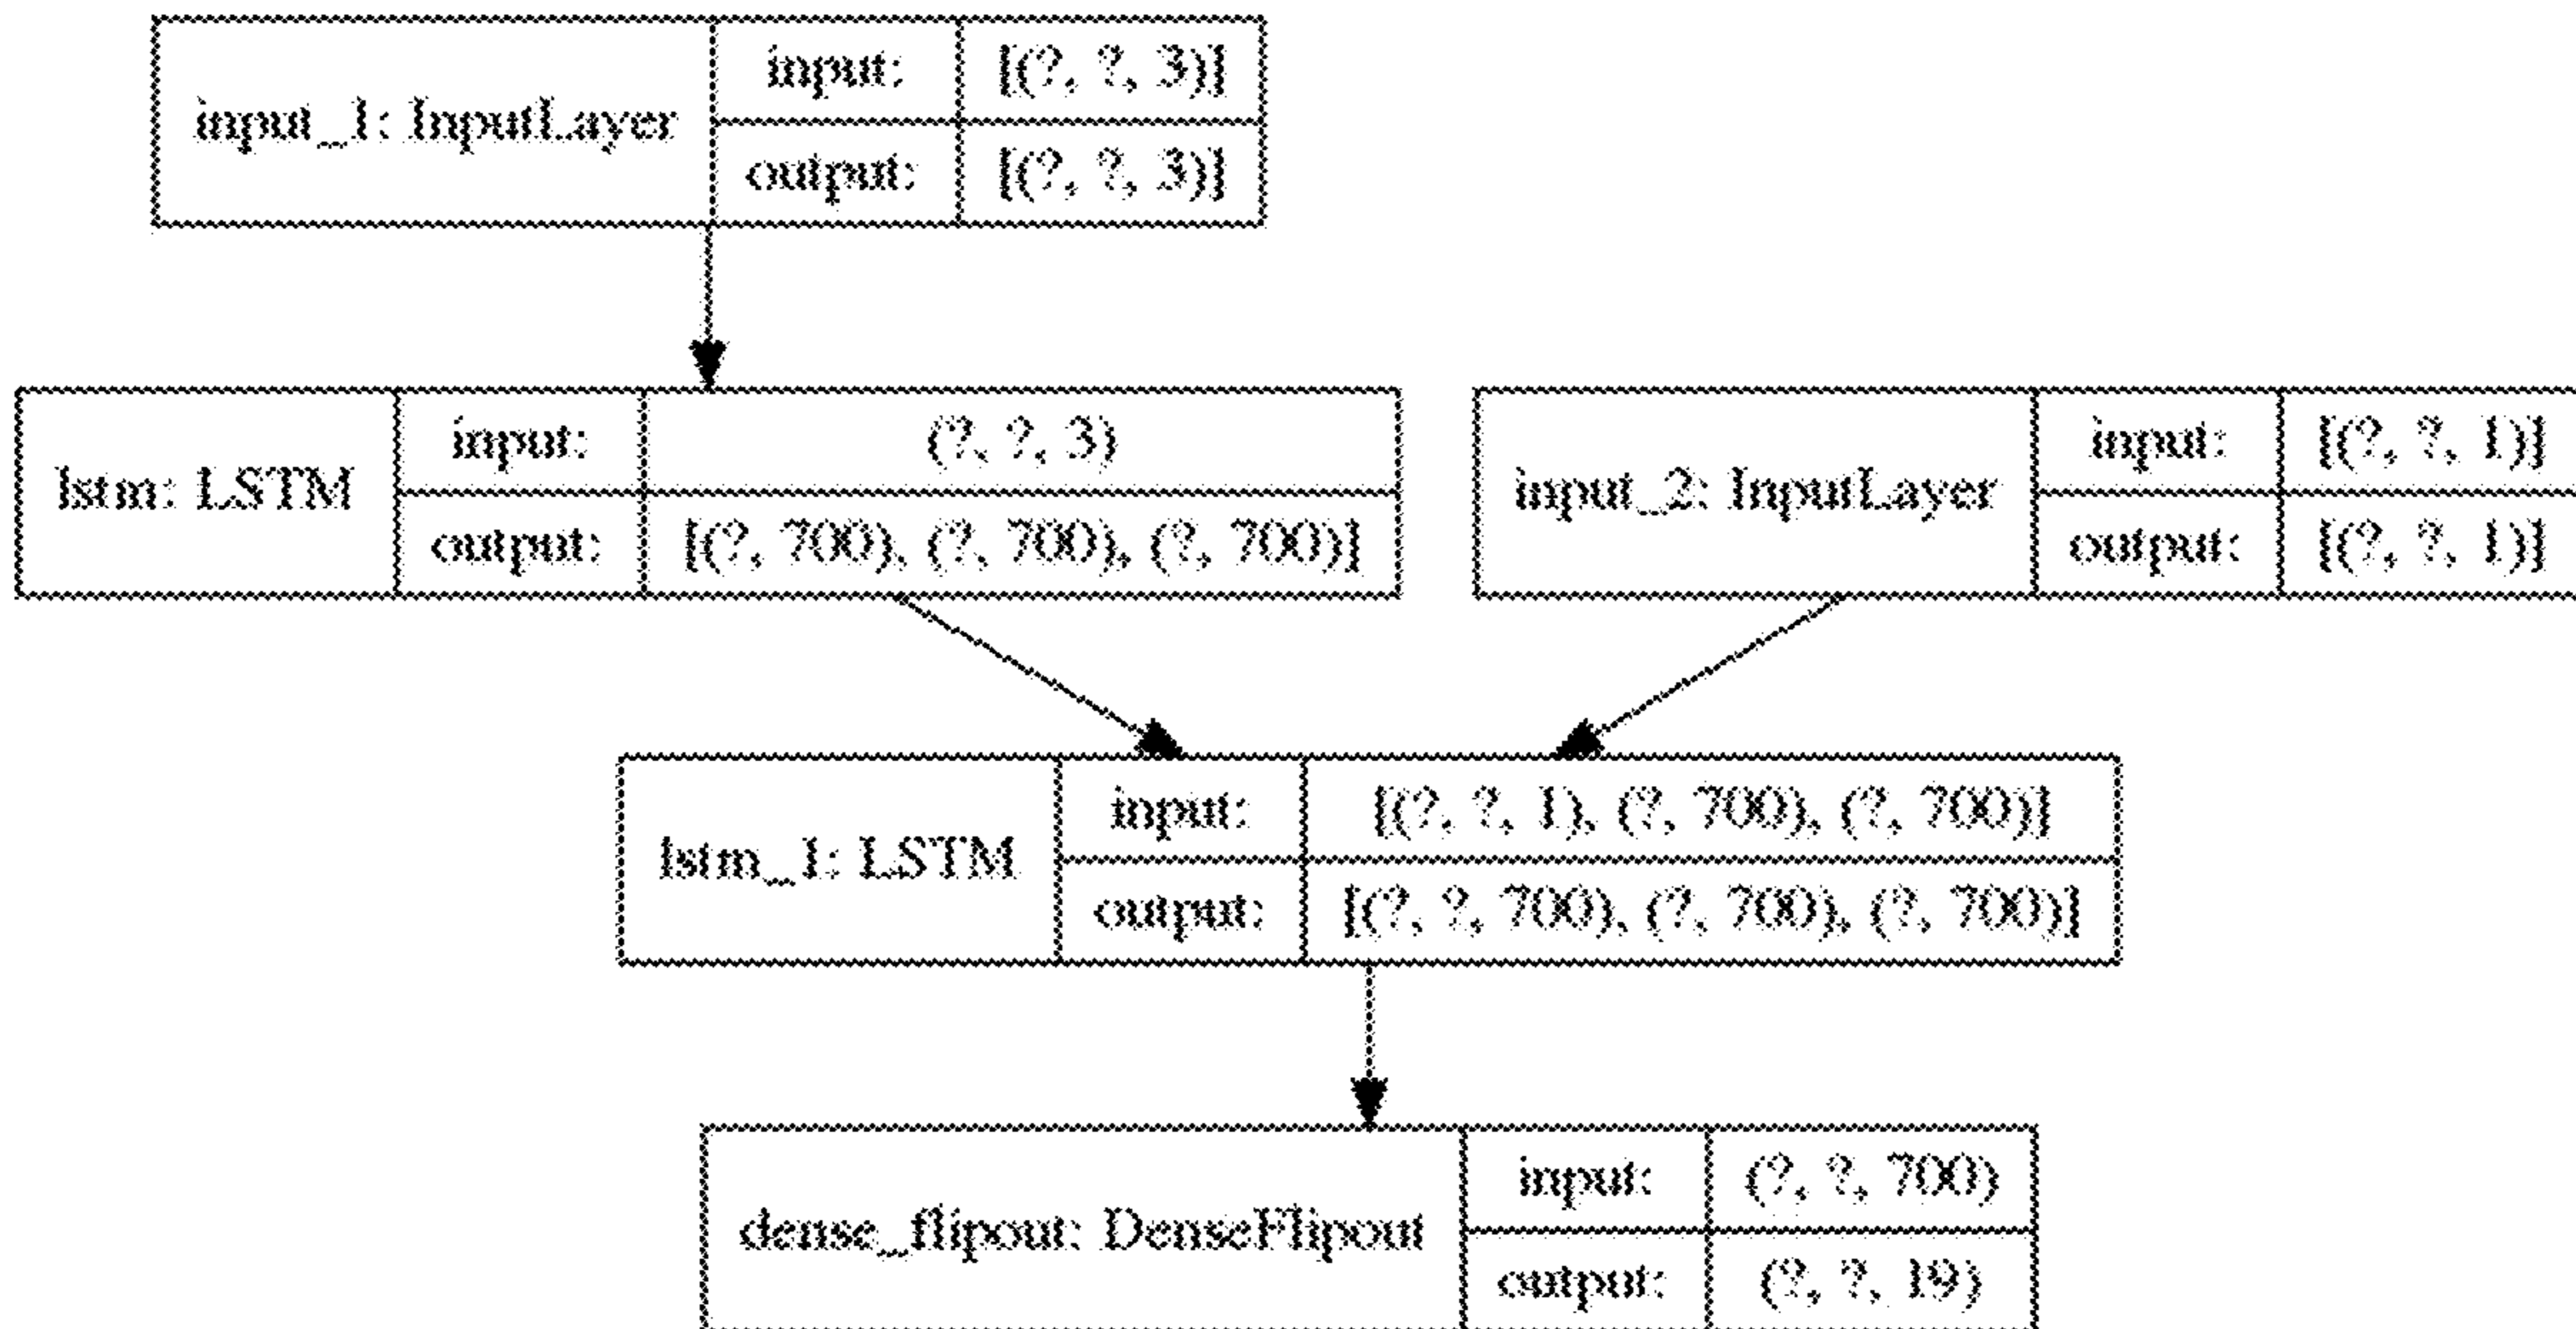 input_1: InputLayer
input: [(?, ?, 3)]
output: [(?, ?, 3)]
lstm: LSTM
input: (?, ?, 3)
output: [(?, 700), (?, 700), (?, 700)]
input_2: InputLayer
input: [(?, ?, 1)]
output: [(?, ?, 1)]
lstm_1: LSTM
input: [(?, ?, 1), (?, 700), (?, 700)]
output: [(?, ?, 700), (?, 700), (?, 700)]
dense_flipout: DenseFlipout
input: (?, ?, 700)
output: (?, ?, 19)